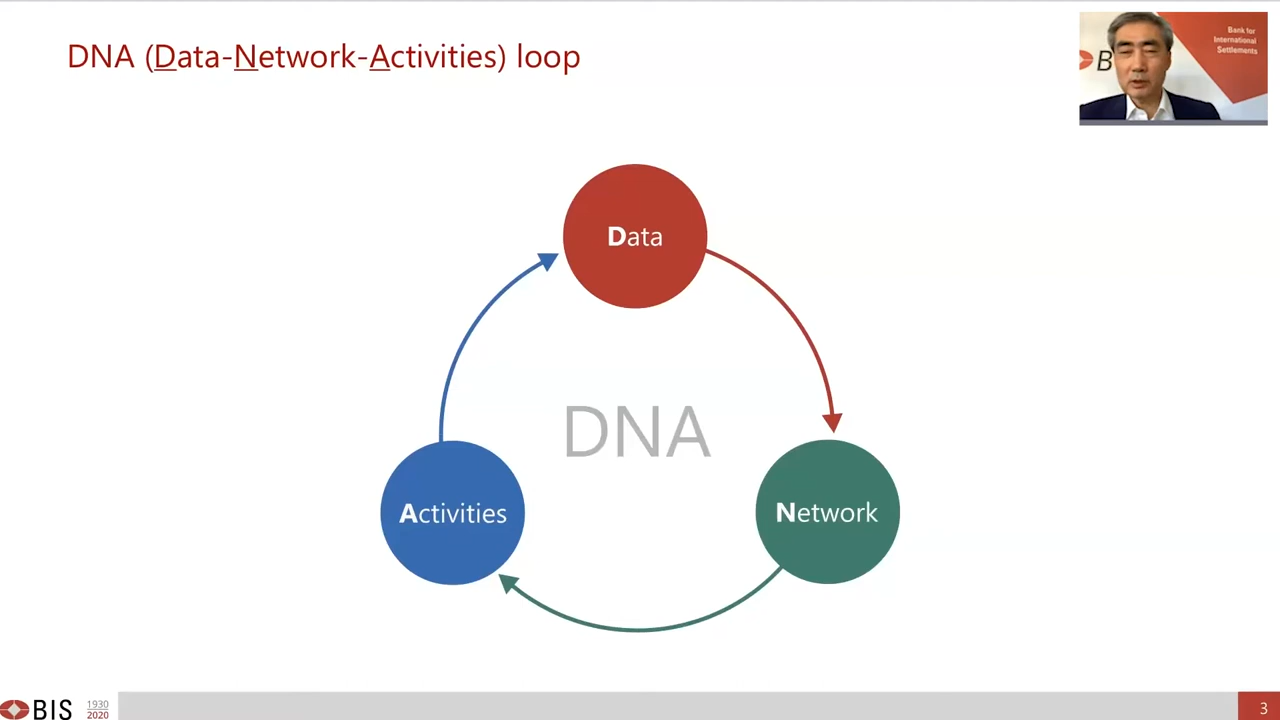 DNA (Data-Network-Activities) loop
Bank for
International
Settlements
B
Data
DNA
Activities
Network
BIS 1930
2020
3